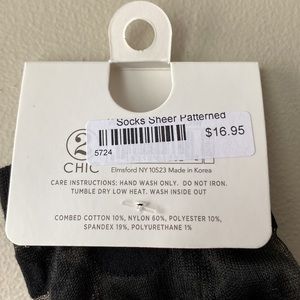 Socks Sheer Patterned
$16.95
5724
2
CHIC
Elmsford NY 10523 Made in Korea
CARE INSTRUCTIONS: HAND WASH ONLY. DO NOT IRON.
TUMBLE DRY LOW HEAT. WASH INSIDE OUT
COMBED COTTON 10%, NYLON 60%, POLYESTER 10%,
SPANDEX 19%, POLYURETHANE 1%